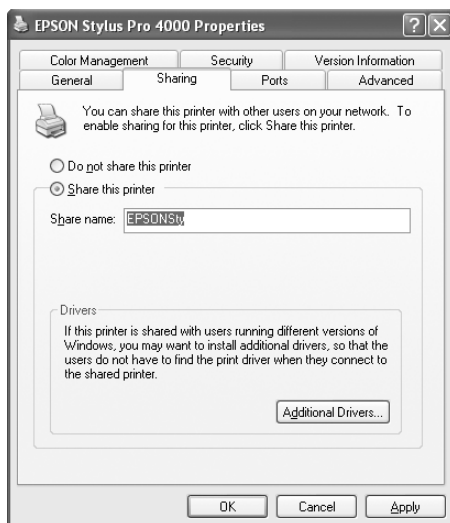 EPSON Stylus Pro 4000 Properties
Color Management Security Version Information
General Sharing Ports Advanced
You can share this printer with other users on your network. To
enable sharing for this printer, click Share this printer.
Do not share this printer
Share this printer
Share name: EPSONSty
Drivers
If this printer is shared with users running different versions of
Windows, you may want to install additional drivers, so that the
users do not have to find the print driver when they connect to
the shared printer.
Additional Drivers...
OK Cancel Apply